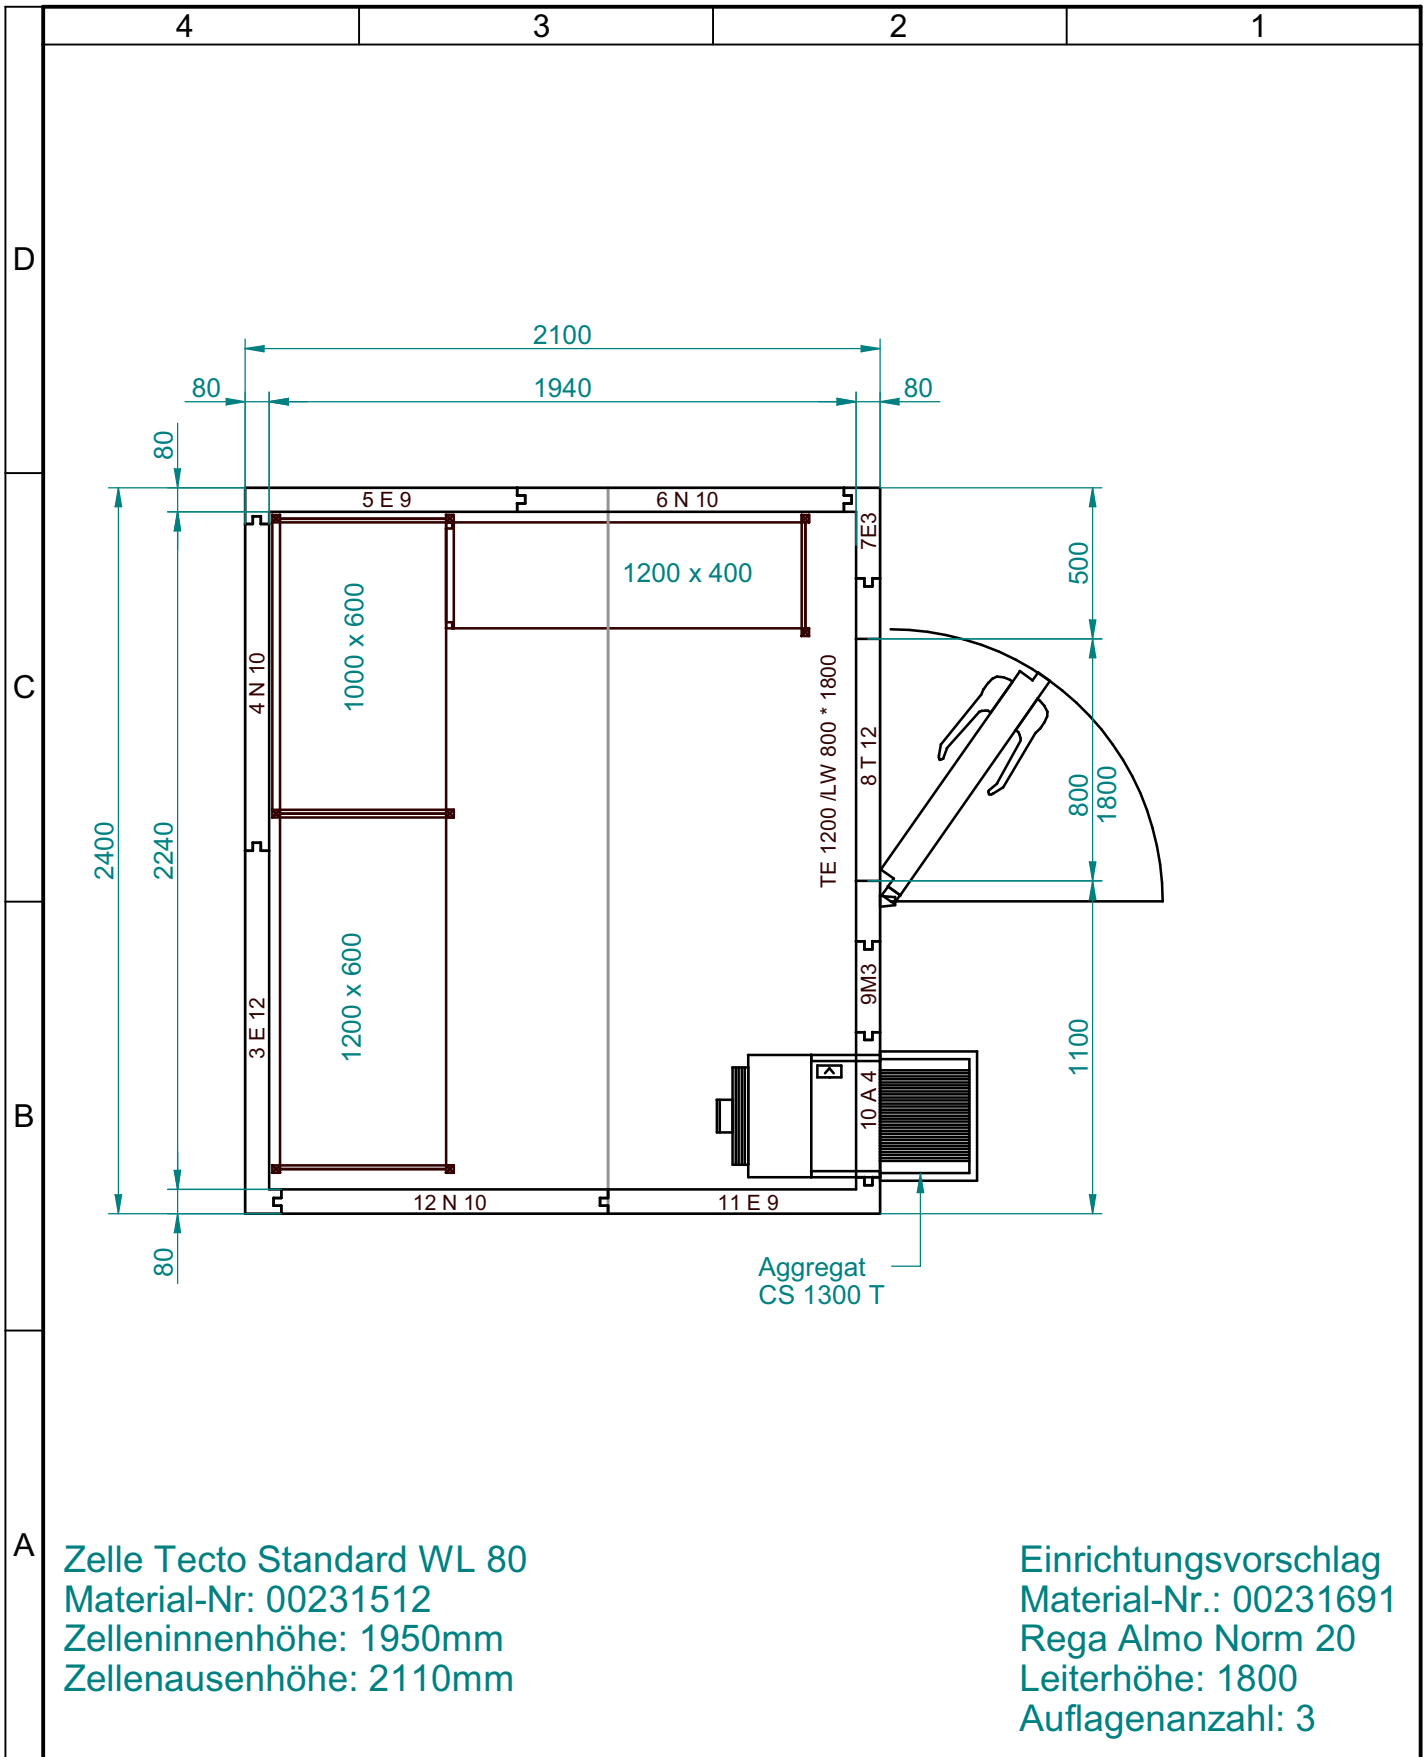 4
3
2
1
D
C
B
A
2100
80
1940
80
80
5 E 9
6 N 10
7E3
500
1200 x 400
1000 x 600
4 N 10
TE 1200 /LW 800 * 1800
8 T 12
800
1800
2400
2240
1200 x 600
3 E 12
9M3
1100
10 A 4
12 N 10
11 E 9
80
Aggregat
CS 1300 T
Zelle Tecto Standard WL 80
Material-Nr: 00231512
Zelleninnenhöhe: 1950mm
Zellenausenhöhe: 2110mm
Einrichtungsvorschlag
Material-Nr.: 00231691
Rega Almo Norm 20
Leiterhöhe: 1800
Auflagenanzahl: 3